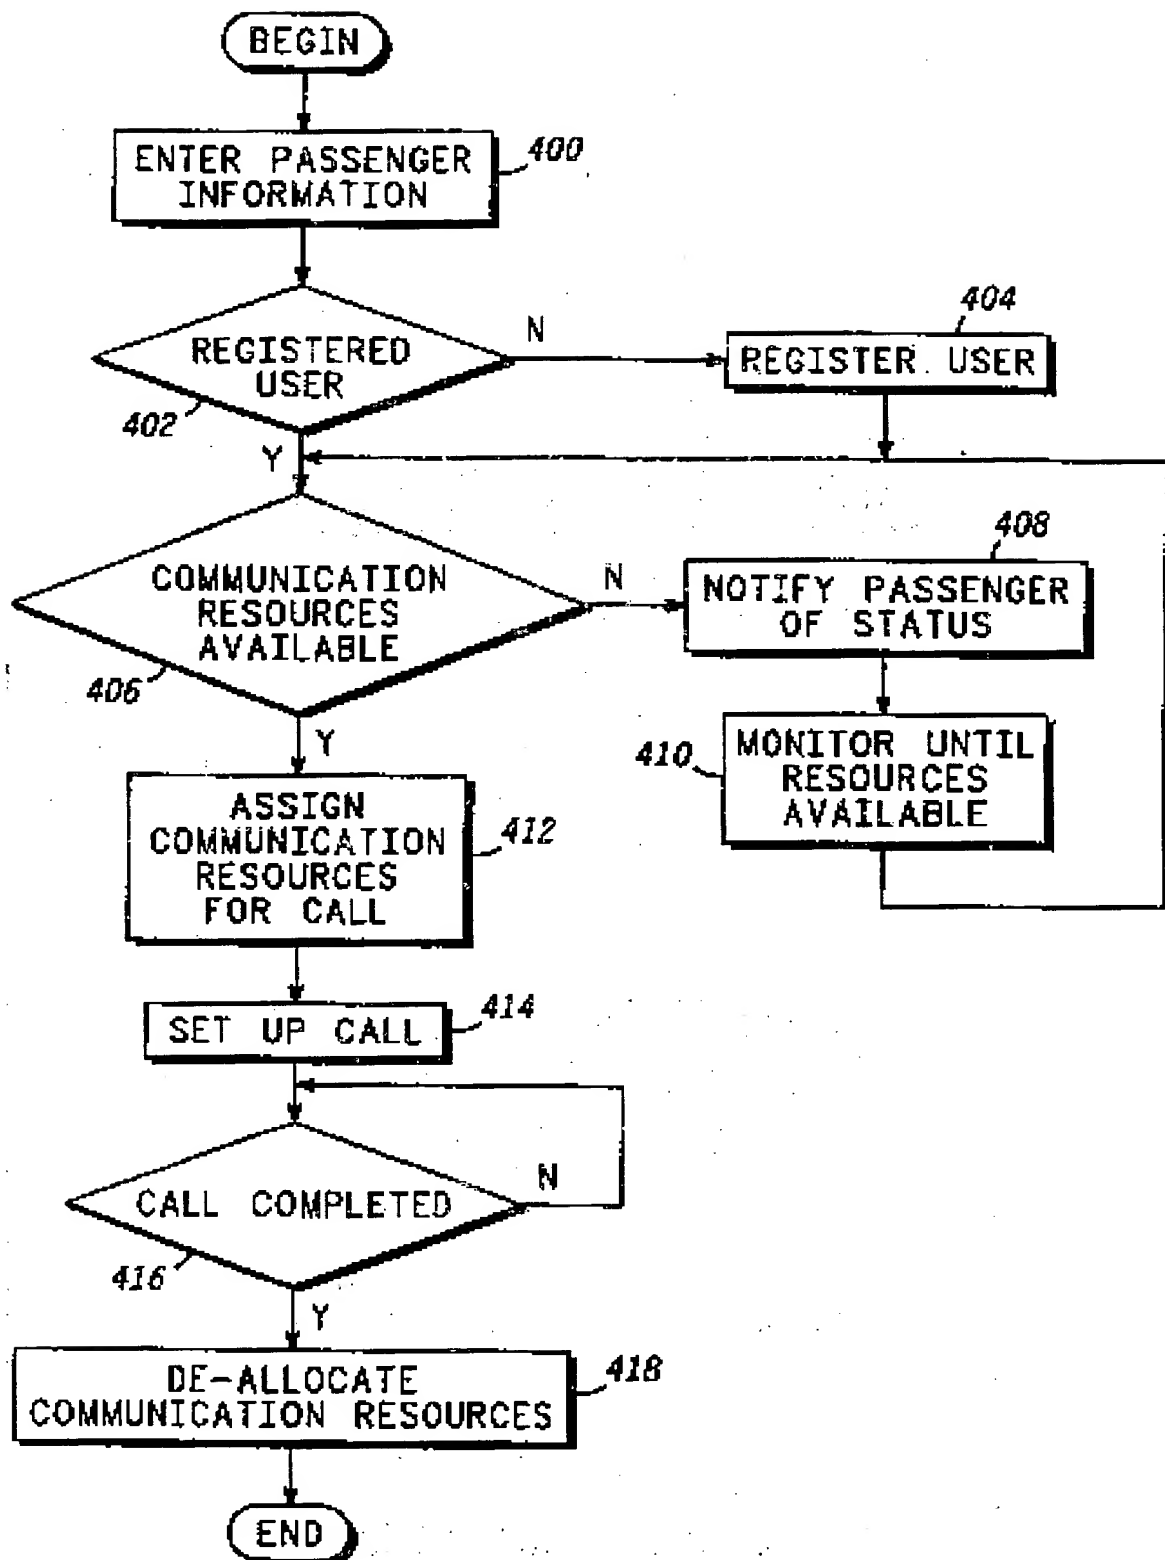 BEGIN
ENTER PASSENGER
INFORMATION
400
REGISTERED
USER
402
N
404
REGISTER USER
Y
COMMUNICATION
RESOURCES
AVAILABLE
406
N
408
NOTIFY PASSENGER
OF STATUS
410
MONITOR UNTIL
RESOURCES
AVAILABLE
Y
ASSIGN
COMMUNICATION
RESOURCES
FOR CALL
412
SET UP CALL
414
CALL COMPLETED
N
416
Y
DE-ALLOCATE
COMMUNICATION RESOURCES
418
END